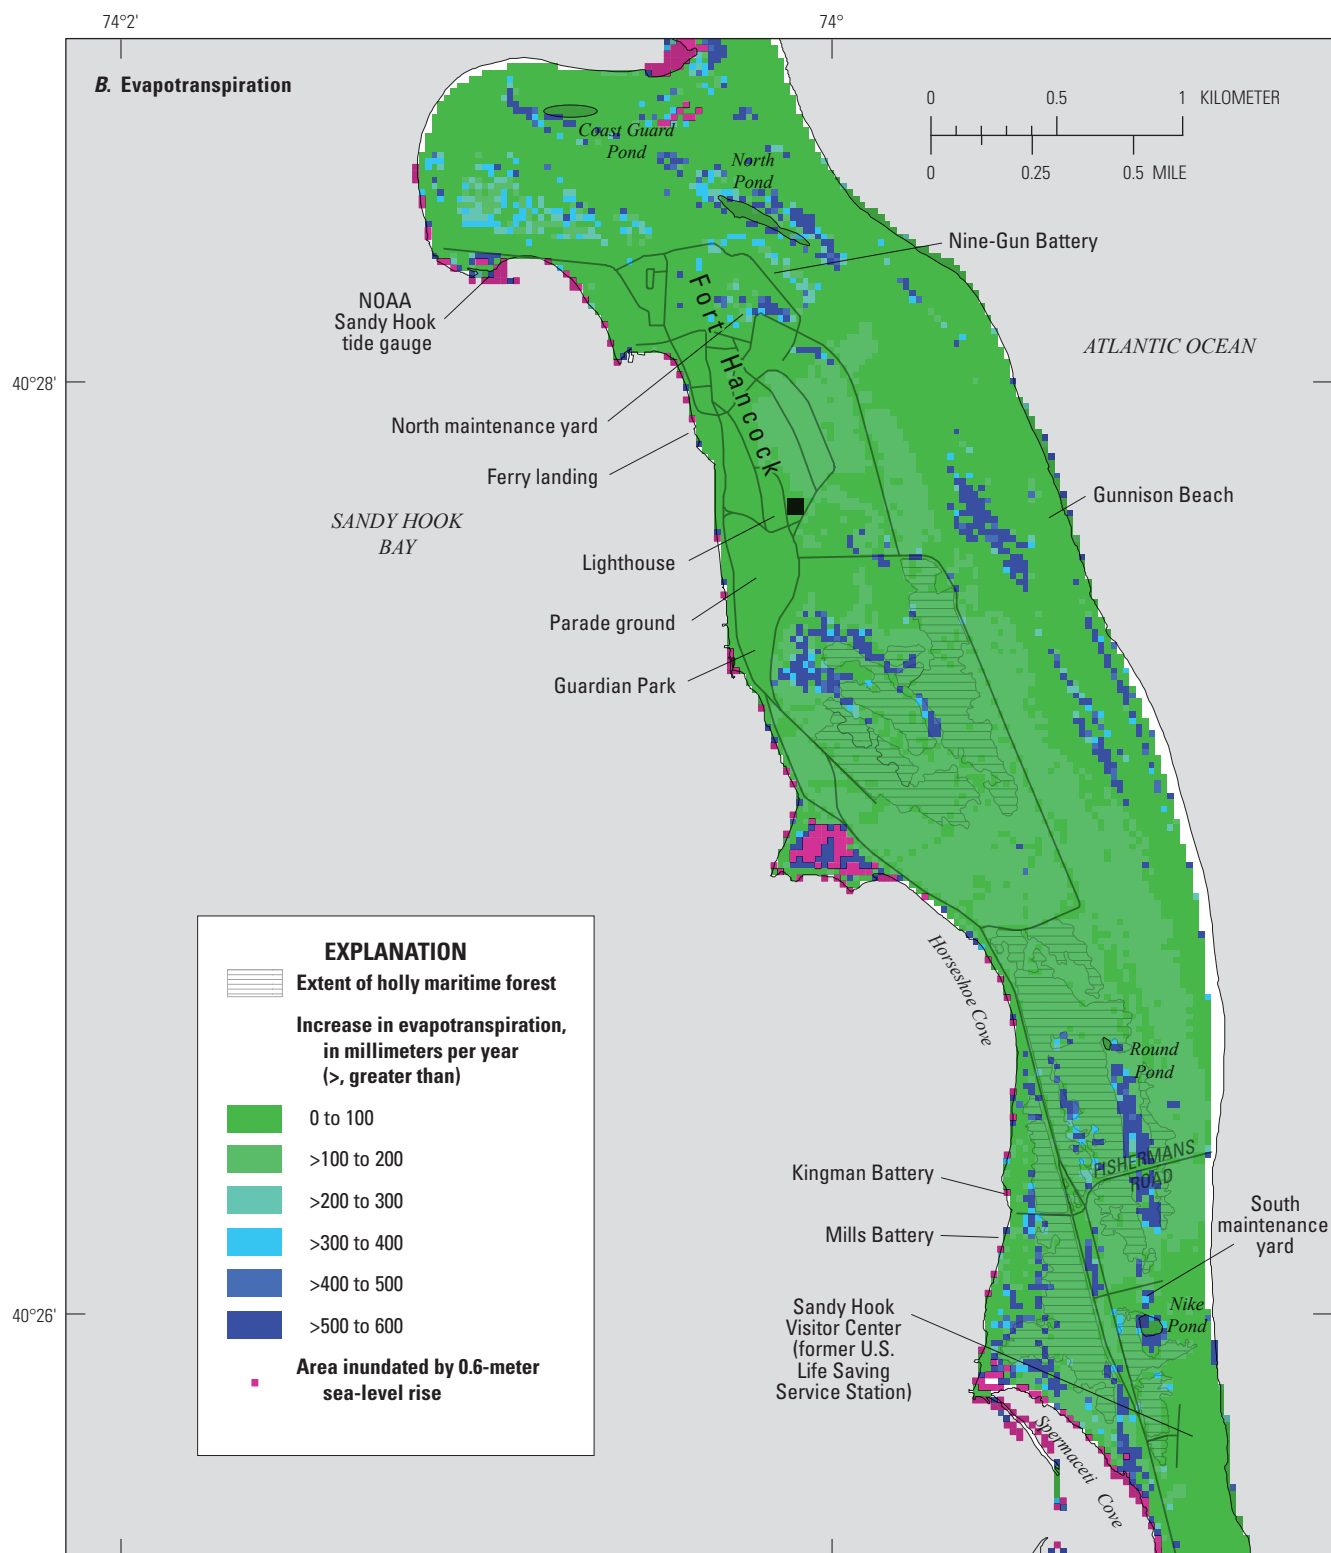 74°2'
74°
B. Evapotranspiration
0 0.5 1 KILOMETER
0 0.25 0.5 MILE
Coast Guard
Pond
North
Pond
Nine-Gun Battery
NOAA
Sandy Hook
tide gauge
Fort Hancock
ATLANTIC OCEAN
40°28'
North maintenance yard
Ferry landing
Gunnison Beach
SANDY HOOK
BAY
Lighthouse
Parade ground
Guardian Park
Horseshoe Cove
EXPLANATION
Extent of holly maritime forest
Increase in evapotranspiration,
in millimeters per year
(>, greater than)
0 to 100
>100 to 200
>200 to 300
>300 to 400
>400 to 500
>500 to 600
Area inundated by 0.6-meter
sea-level rise
Round
Pond
FISHERMANS
ROAD
Kingman Battery
Mills Battery
South
maintenance
yard
40°26'
Sandy Hook
Visitor Center
(former U.S.
Life Saving
Service Station)
Nike
Pond
Spermaceti Cove